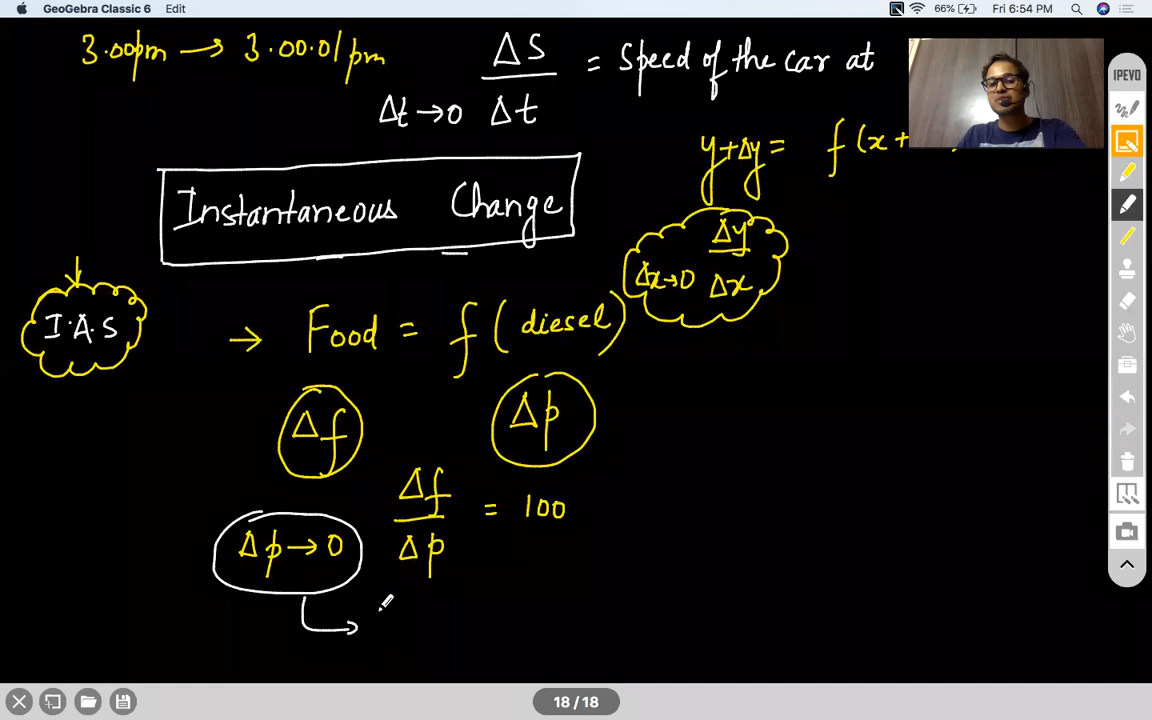 GeoGebra Classic 6 Edit 66% Fri 6:54 PM
3.00pm → 3.00.01pm ΔS = Speed of the car at
Δt→0 Δt
IPEVO
y+Δy = f(x+
Instantaneous Change
Δy
Δx→0 Δx
I.A.S → Food = f(diesel)
Δf Δp
Δf = 100
Δp→0 Δp
18 / 18